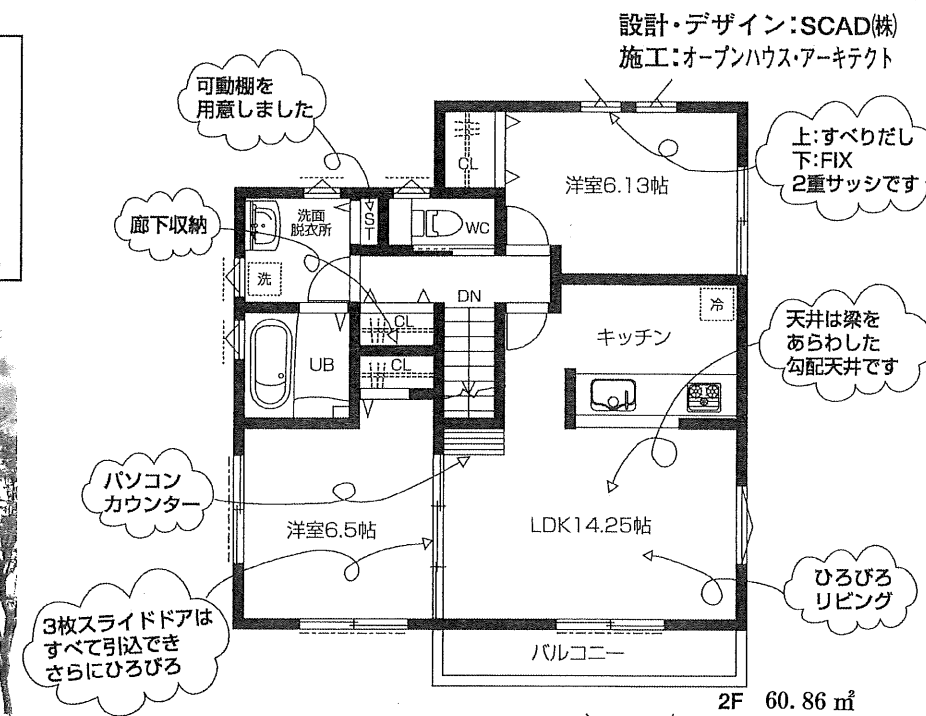 設計・デザイン:SCAD㈱
施工:オープンハウス・アーキテクト
可動棚を
用意しました
上:すべりだし
下:FIX
2重サッシです
CL
洋室6.13帖
廊下収納
洗面
脱衣所
ST
WC
洗
DN
冷
キッチン
天井は梁を
あらわした
勾配天井です
CL
UB
CL
パソコン
カウンター
洋室6.5帖
LDK14.25帖
ひろびろ
リビング
3枚スライドドアは
すべて引込でき
さらにひろびろ
バルコニー
2F 60.86㎡